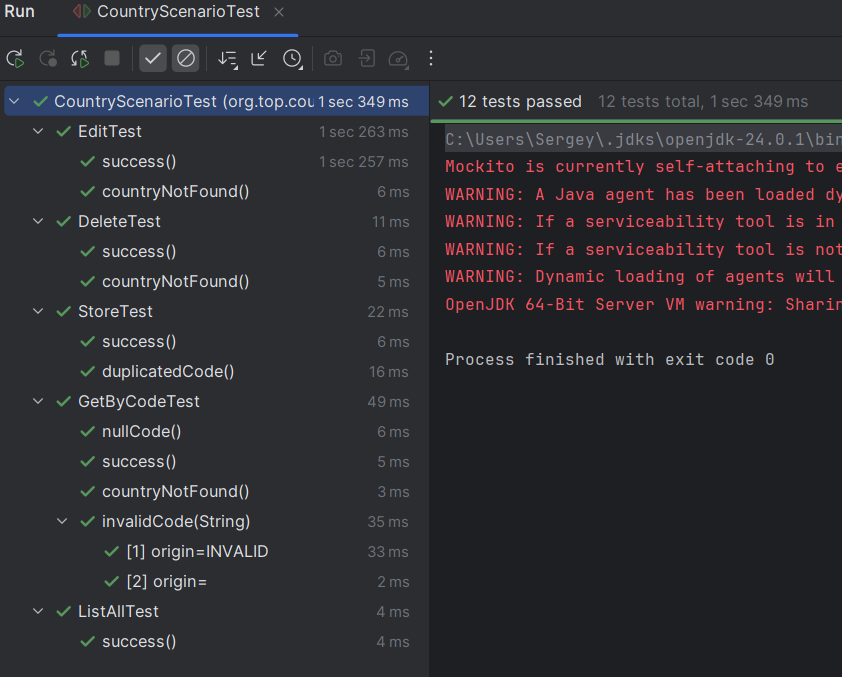 Run CountryScenarioTest
CountryScenarioTest (org.top.cou 1 sec 349 ms
EditTest 1 sec 263 ms
success() 1 sec 257 ms
countryNotFound() 6 ms
DeleteTest 11 ms
success() 6 ms
countryNotFound() 5 ms
StoreTest 22 ms
success() 6 ms
duplicatedCode() 16 ms
GetByCodeTest 49 ms
nullCode() 6 ms
success() 5 ms
countryNotFound() 3 ms
invalidCode(String) 35 ms
[1] origin=INVALID 33 ms
[2] origin= 2 ms
ListAllTest 4 ms
success() 4 ms
12 tests passed 12 tests total, 1 sec 349 ms
C:\Users\Sergey\.jdks\openjdk-24.0.1\bin
Mockito is currently self-attaching to e
WARNING: A Java agent has been loaded dy
WARNING: If a serviceability tool is in
WARNING: If a serviceability tool is not
WARNING: Dynamic loading of agents will
OpenJDK 64-Bit Server VM warning: Sharin
Process finished with exit code 0